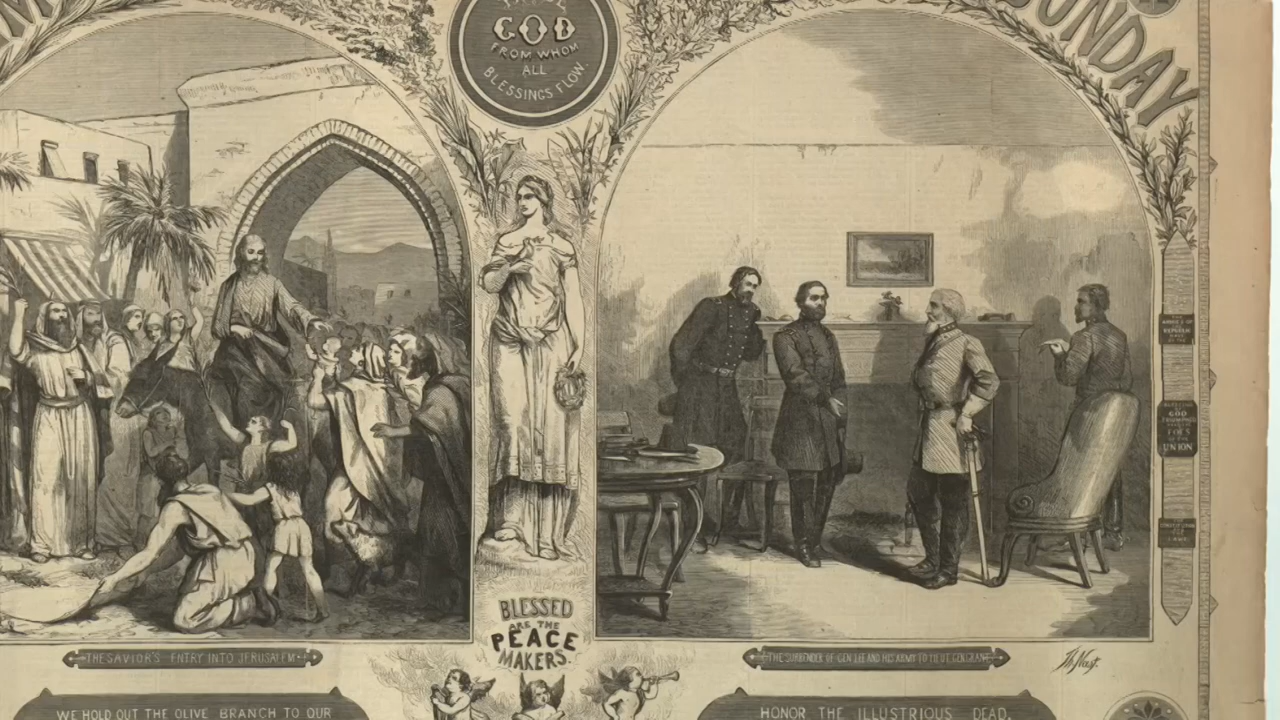 GOD
FROM WHOM
ALL
BLESSINGS FLOW.
SUNDAY
GOD
FOES
UNION
BLESSED
ARE THE
PEACE
MAKERS.
THE SAVIOR'S ENTRY INTO JERUSALEM
THE SURRENDER OF GEN. LEE AND HIS ARMY TO LIEUT. GEN. GRANT
Th. Nast.
WE HOLD OUT THE OLIVE BRANCH TO OUR
HONOR THE ILLUSTRIOUS DEAD.